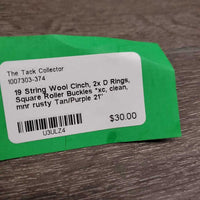 The Tack Collector
1007303-374
19 String Wool Cinch, 2x D Rings,
Square Roller Buckles *xc, clean,
mnr rusty Tan/Purple 21"
$30.00
U3ULZ4